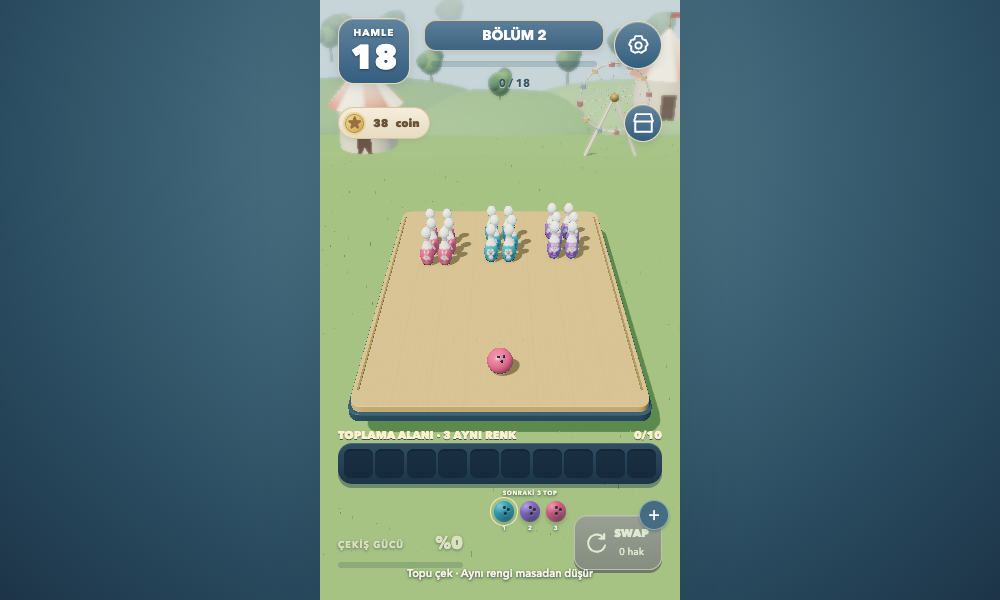 HAMLE
18
BÖLÜM 2
0/18
38 coin
TOPLAMA ALANI · 3 AYNI RENK
0/10
SONRAKİ 3 TOP
1 2 3
ÇEKİŞ GÜCÜ
%0
+
SWAP
0 hak
Topu çek · Aynı rengi masadan düşür